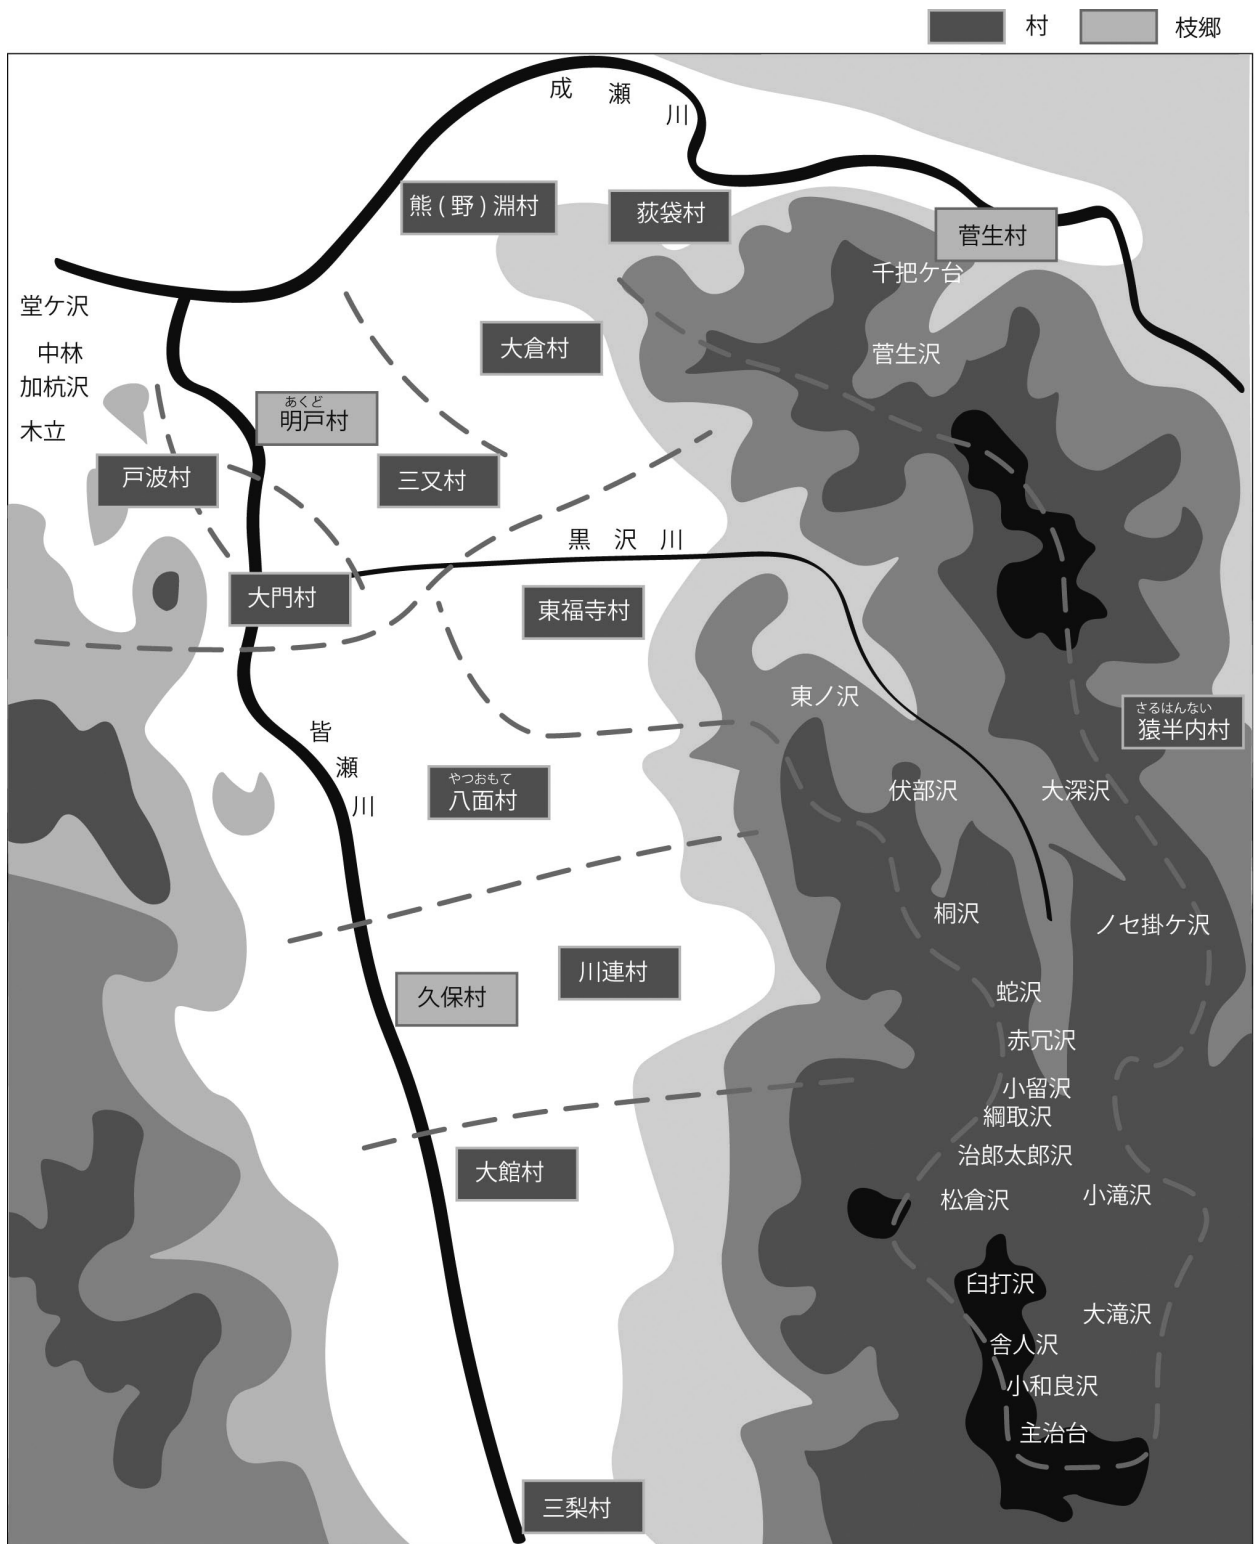 村
枝郷
成瀬川
熊(野)淵村
荻袋村
菅生村
千把ケ台
堂ケ沢
中林
加杭沢
木立
大倉村
菅生沢
あくど
明戸村
戸波村
三又村
黒沢川
大門村
東福寺村
東ノ沢
さるはんない
猿半内村
皆瀬川
やつおもて
八面村
伏部沢
大深沢
桐沢
ノセ掛ケ沢
川連村
久保村
蛇沢
赤冗沢
小留沢
綱取沢
治郎太郎沢
大館村
松倉沢
小滝沢
臼打沢
大滝沢
舎人沢
小和良沢
主治台
三梨村